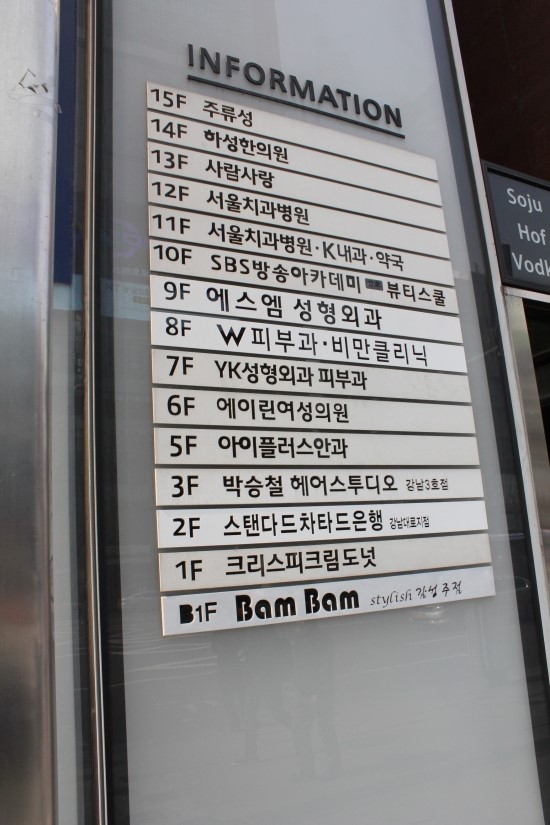 INFORMATION
15F 주류성
14F 하성한의원
13F 사람사랑
12F 서울치과병원
11F 서울치과병원·K내과·약국
10F SBS방송아카데미 뷰티스쿨
9F 에스엠 성형외과
8F W피부과·비만클리닉
7F YK성형외과 피부과
6F 에이린여성의원
5F 아이플러스안과
3F 박승철 헤어스투디오 강남3호점
2F 스탠다드차타드은행 강남대로지점
1F 크리스피크림도넛
B1F Bam Bam stylish 감성주점
Soju
Hof